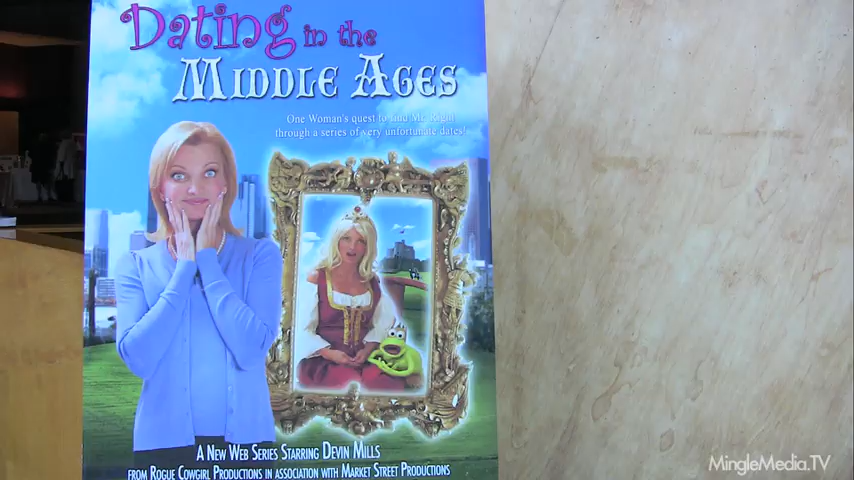 Dating in the
MIDDLE AGES
One Woman's quest to find Mr. Right
through a series of very unfortunate dates!
A NEW WEB SERIES STARRING DEVIN MILLS
FROM ROGUE COWGIRL PRODUCTIONS IN ASSOCIATION WITH MARKET STREET PRODUCTIONS
MingleMedia.TV